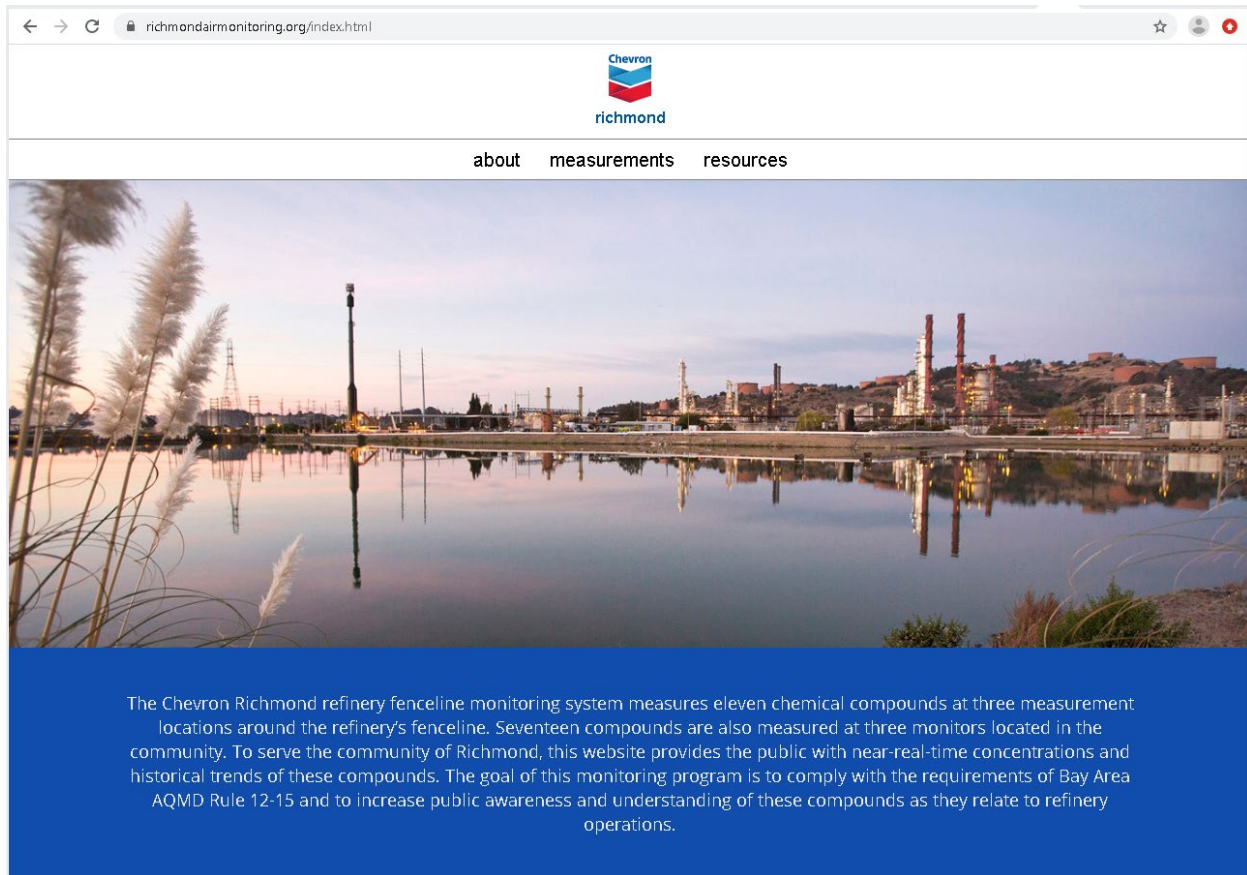 richmondairmonitoring.org/index.html
Chevron
richmond
about measurements resources
The Chevron Richmond refinery fenceline monitoring system measures eleven chemical compounds at three measurement
locations around the refinery's fenceline. Seventeen compounds are also measured at three monitors located in the
community. To serve the community of Richmond, this website provides the public with near-real-time concentrations and
historical trends of these compounds. The goal of this monitoring program is to comply with the requirements of Bay Area
AQMD Rule 12-15 and to increase public awareness and understanding of these compounds as they relate to refinery
operations.